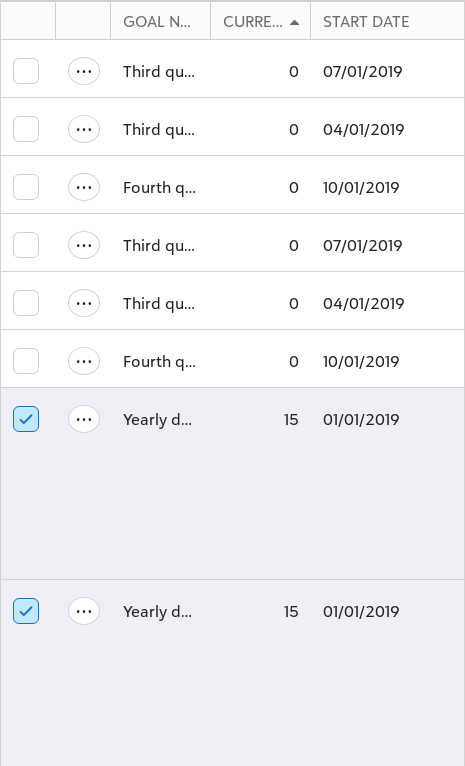 GOAL N... CURRE... START DATE
Third qu... 0 07/01/2019
Third qu... 0 04/01/2019
Fourth q... 0 10/01/2019
Third qu... 0 07/01/2019
Third qu... 0 04/01/2019
Fourth q... 0 10/01/2019
Yearly d... 15 01/01/2019
Yearly d... 15 01/01/2019